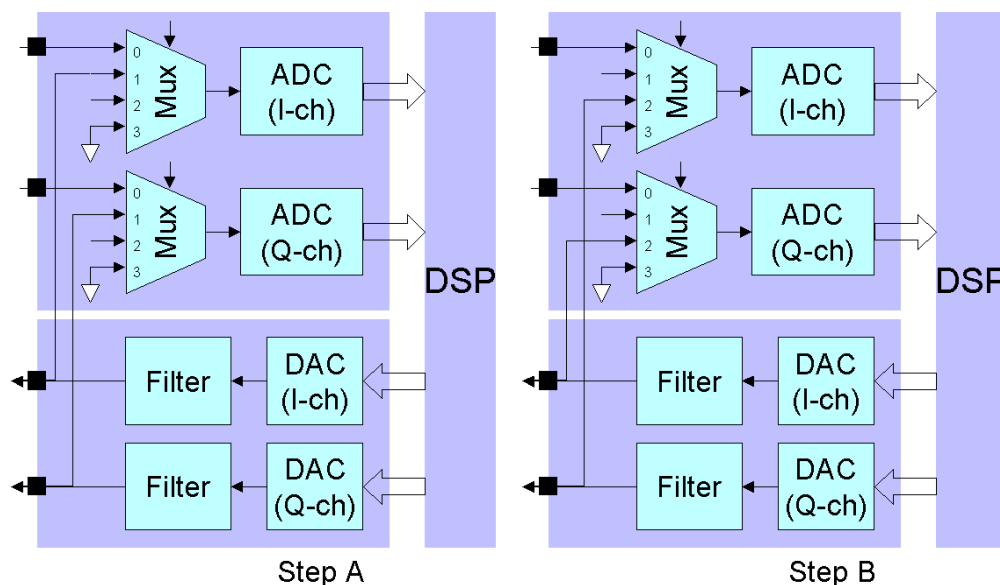 0
1
2
3
Mux
ADC
(I-ch)
0
1
2
3
Mux
ADC
(Q-ch)
DSP
Filter
DAC
(I-ch)
Filter
DAC
(Q-ch)
Step A
0
1
2
3
Mux
ADC
(I-ch)
0
1
2
3
Mux
ADC
(Q-ch)
DSP
Filter
DAC
(I-ch)
Filter
DAC
(Q-ch)
Step B